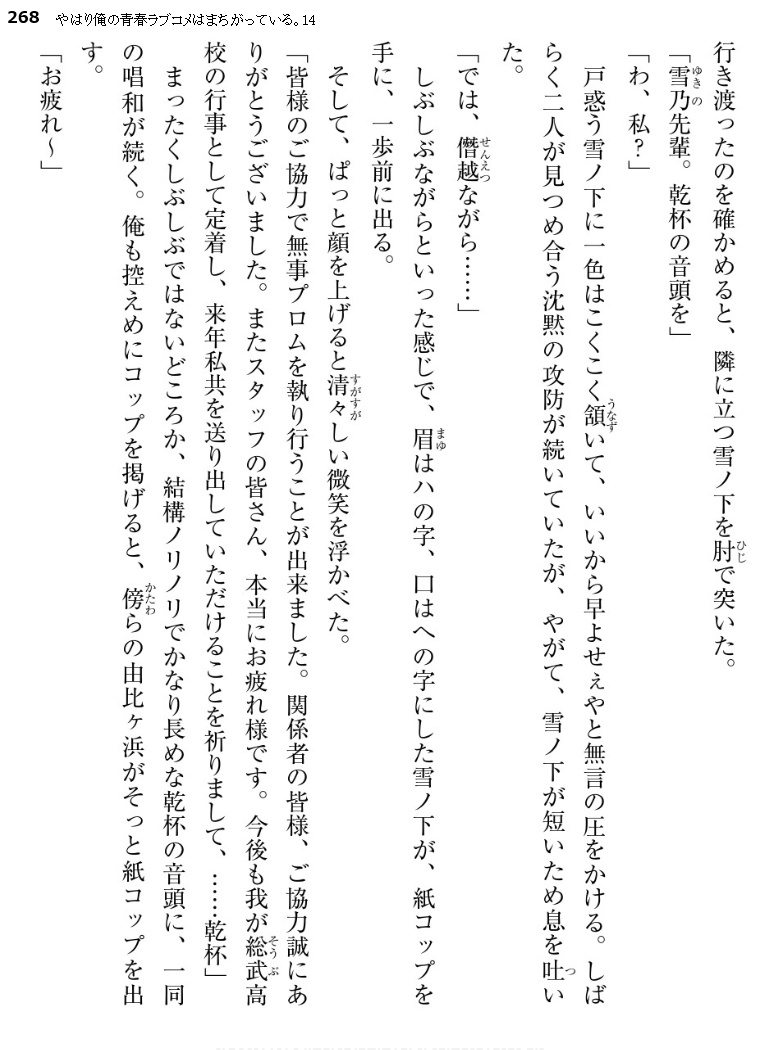 268 やはり俺の青春ラブコメはまちがっている。14
行き渡ったのを確かめると、隣に立つ雪ノ下を肘で突いた。
「雪乃先輩。乾杯の音頭を」
「わ、私?」
戸惑う雪ノ下に一色はこくこく頷いて、いいから早よせぇやと無言の圧をかける。しば
らく二人が見つめ合う沈黙の攻防が続いていたが、やがて、雪ノ下が短いため息を吐い
た。
「では、僭越ながら……」
しぶしぶながらといった感じで、眉はハの字、口はへの字にした雪ノ下が、紙コップを
手に、一歩前に出る。
そして、ぱっと顔を上げると清々しい微笑を浮かべた。
「皆様のご協力で無事プロムを執り行うことが出来ました。関係者の皆様、ご協力誠にあ
りがとうございました。またスタッフの皆さん、本当にお疲れ様です。今後も我が総武高
校の行事として定着し、来年私共を送り出していただけることを祈りまして、……乾杯」
まったくしぶしぶではないどころか、結構ノリノリでかなり長めな乾杯の音頭に、一同
の唱和が続く。俺も控えめにコップを掲げると、傍らの由比ヶ浜がそっと紙コップを出
す。
「お疲れ~」